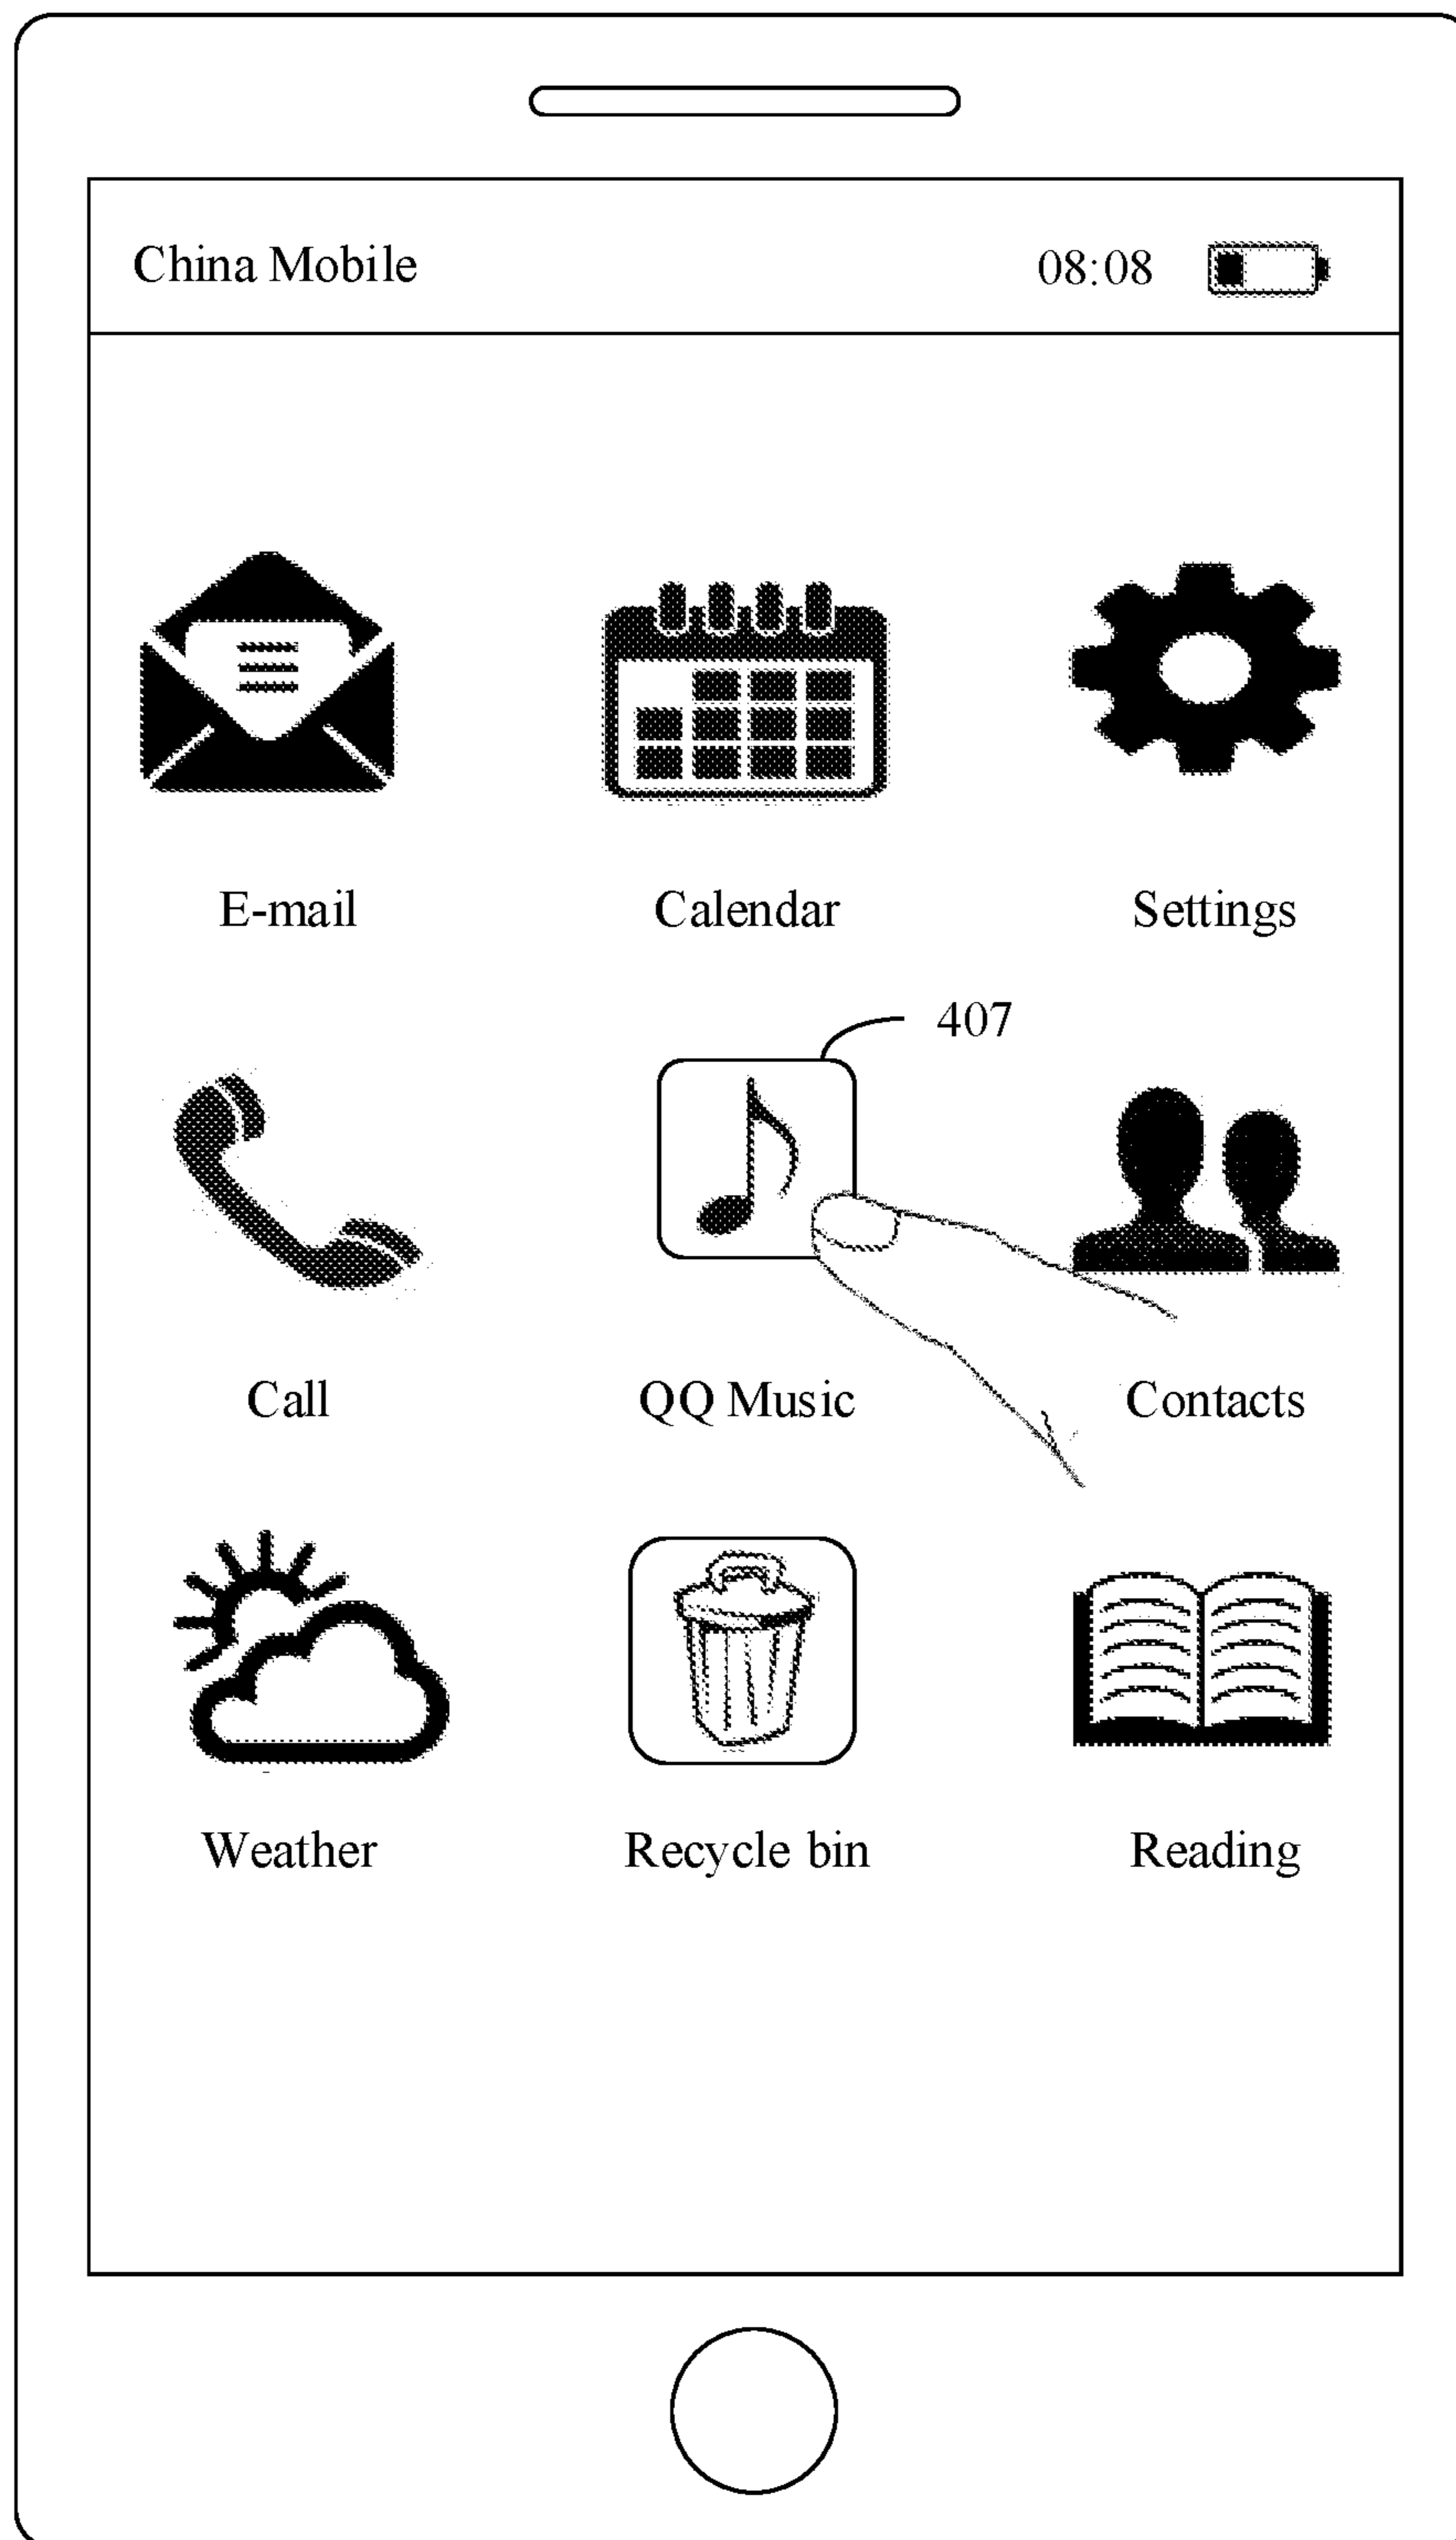 China Mobile 08:08
E-mail Calendar Settings
407
Call QQ Music Contacts
Weather Recycle bin Reading